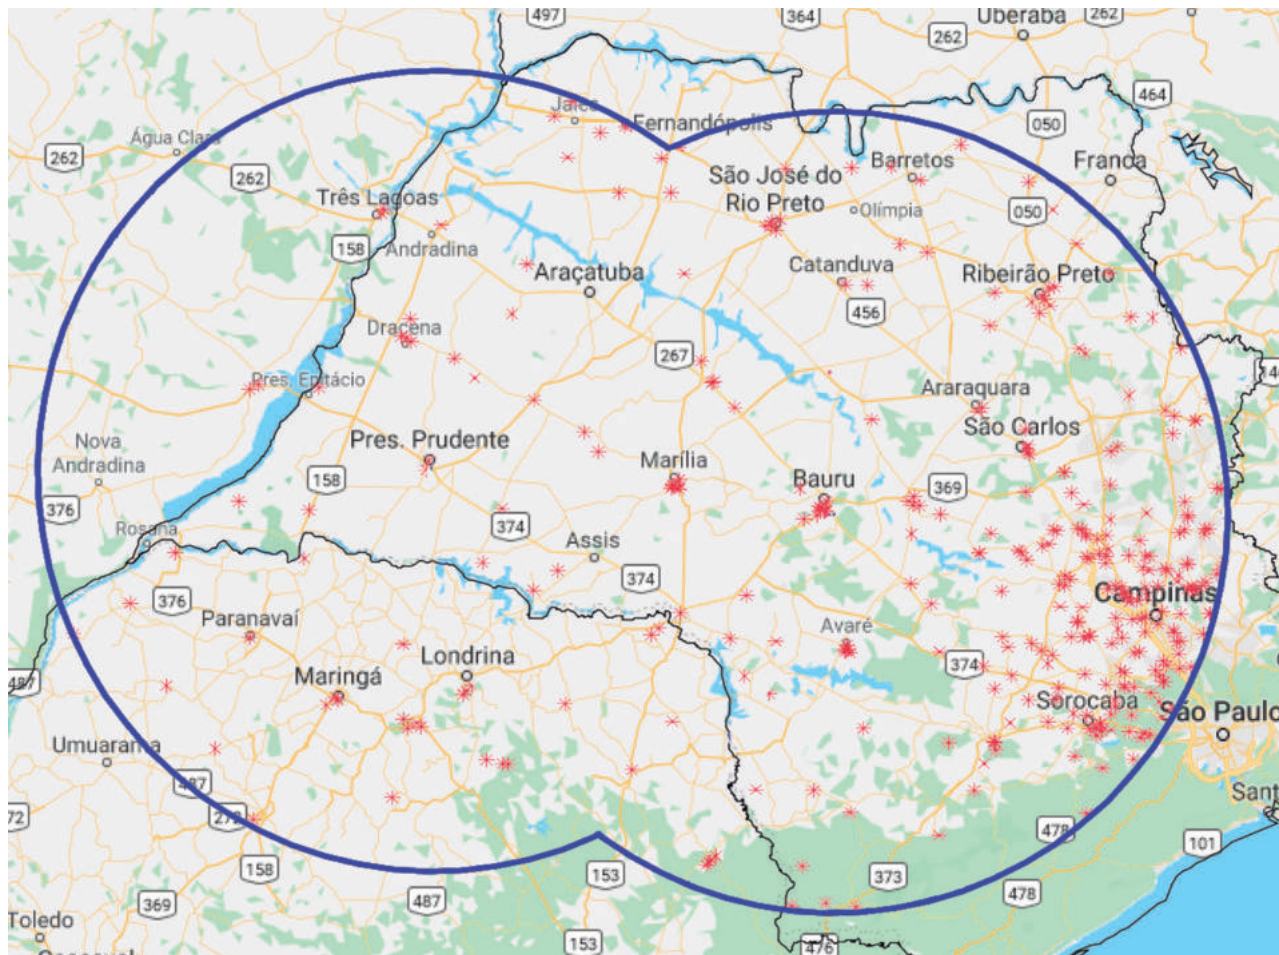 497
364
Uberaba
262
262
464
Jales
050
Água Clara
Fernandópolis
262
Barretos
Franca
262
São José do
Rio Preto
Três Lagoas
Olímpia
050
158
Andradina
Araçatuba
Catanduva
Ribeirão Preto
456
Dracena
267
Pres. Epitácio
Araraquara
São Carlos
Nova
Andradina
Pres. Prudente
Marília
Bauru
158
369
376
374
Rosana
Assis
374
Campinas
376
Paranavaí
Avaré
Londrina
374
487
Maringá
Sorocaba
São Paulo
Umuarama
487
Sant
72
272
478
101
158
153
373
487
478
369
Toledo
153
476
Cascavel